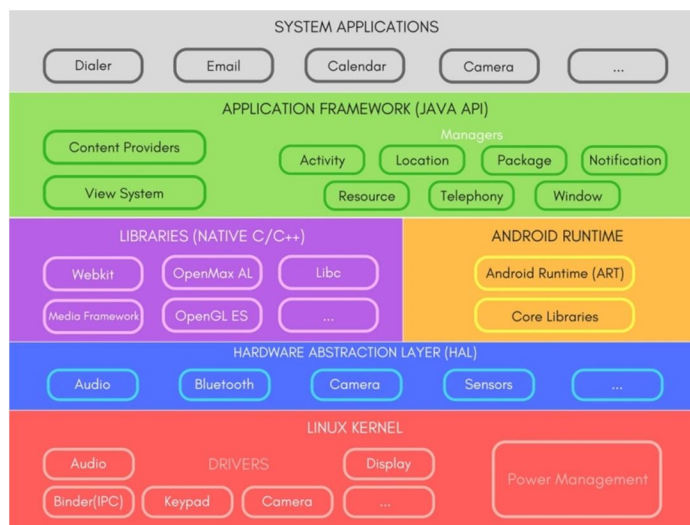 SYSTEM APPLICATIONS
Dialer Email Calendar Camera ...
APPLICATION FRAMEWORK (JAVA API)
Managers
Content Providers
Activity Location Package Notification
View System
Resource Telephony Window
LIBRARIES (NATIVE C/C++)
Webkit OpenMax AL Libc
Media Framework OpenGL ES ...
ANDROID RUNTIME
Android Runtime (ART)
Core Libraries
HARDWARE ABSTRACTION LAYER (HAL)
Audio Bluetooth Camera Sensors ...
LINUX KERNEL
Audio DRIVERS Display
Binder(IPC) Keypad Camera ...
Power Management